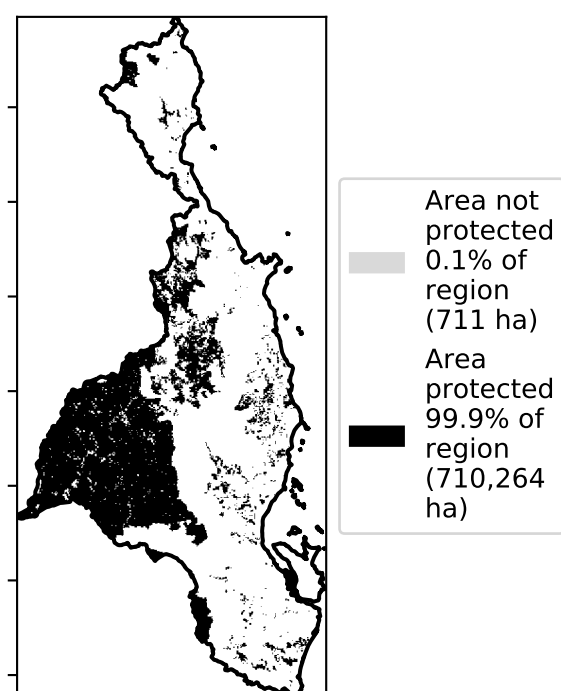 Area not
protected
0.1% of
region
(711 ha)
Area
protected
99.9% of
region
(710,264
ha)